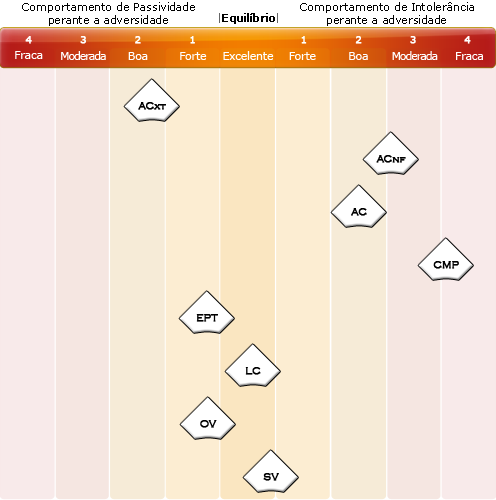 Comportamento de Passividade
perante a adversidade
|Equilíbrio|
Comportamento de Intolerância
perante a adversidade
4 3 2 1 1 2 3 4
Fraca Moderada Boa Forte Excelente Forte Boa Moderada Fraca
ACXT
ACNF
AC
CMP
EPT
LC
OV
SV